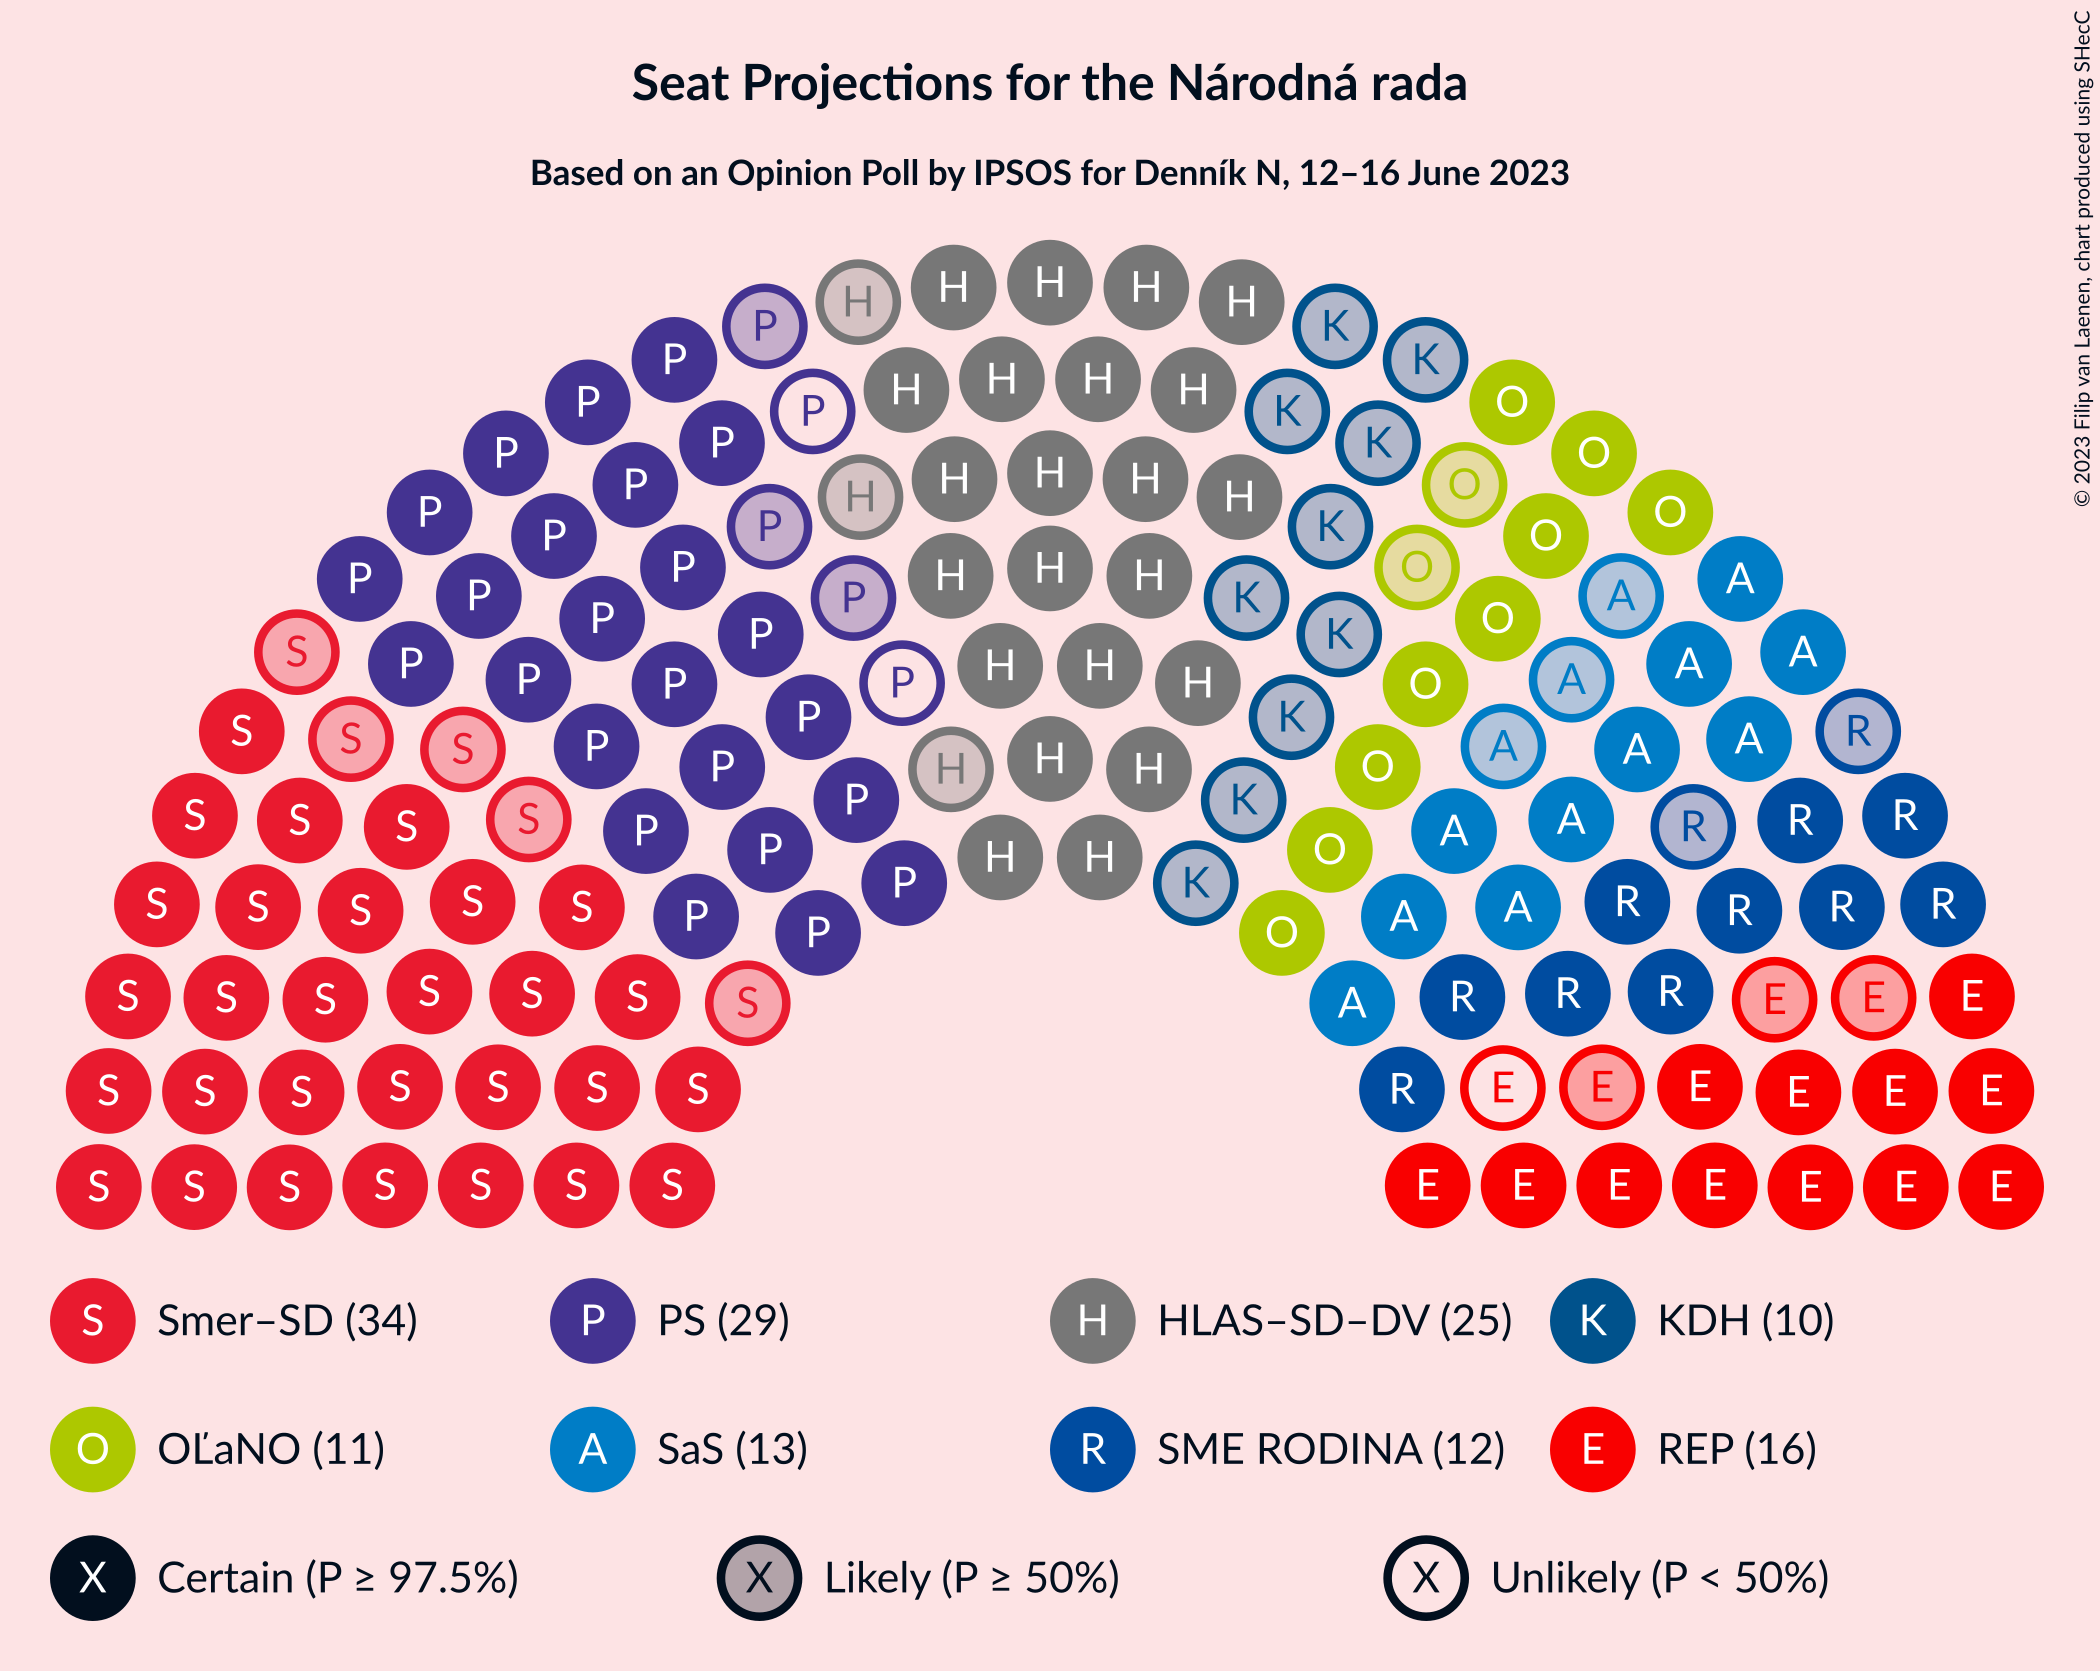 Seat Projections for the Národná rada
Based on an Opinion Poll by IPSOS for Denník N, 12–16 June 2023
© 2023 Filip van Laenen, chart produced using SHecC
H H H H H
P P K K
P P H H H H K K O
P P P P H H H H H K K O O
P P P P P H H H K K O O O
S P P P P P H H H K O O A A
S S S P P P P H H H K O A A A A R
S S S S P P P H H K O A A R R R
S S S S S P P P K O A A R R R R
S S S S S S S A R R R E E E
S S S S S S S R E E E E E E
S S S S S S S E E E E E E E
S Smer–SD (34) P PS (29) H HLAS–SD–DV (25) K KDH (10)
O OĽaNO (11) A SaS (13) R SME RODINA (12) E REP (16)
X Certain (P ≥ 97.5%) X Likely (P ≥ 50%) X Unlikely (P < 50%)